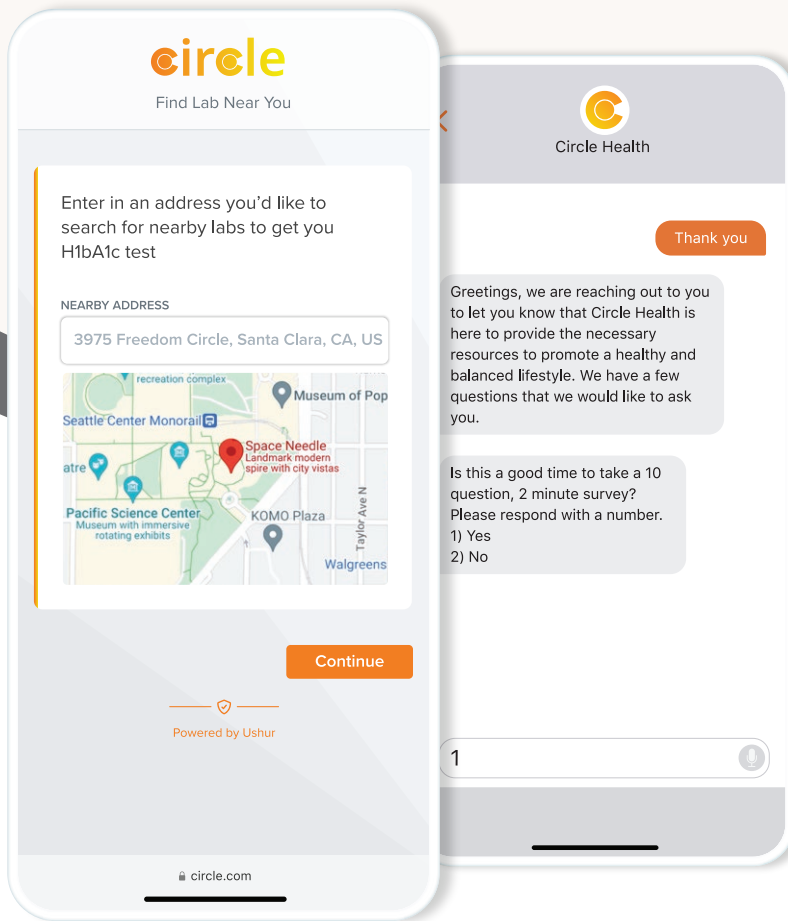 circle
Find Lab Near You
Enter in an address you’d like to
search for nearby labs to get you
H1bA1c test
NEARBY ADDRESS
3975 Freedom Circle, Santa Clara, CA, US
recreation complex
Museum of Pop
Seattle Center Monorail
Space Needle
Landmark modern
spire with city vistas
atre
Pacific Science Center
Museum with immersive
rotating exhibits
KOMO Plaza
Taylor Ave N
Walgreens
Continue
Powered by Ushur
circle.com
Circle Health
Thank you
Greetings, we are reaching out to you
to let you know that Circle Health is
here to provide the necessary
resources to promote a healthy and
balanced lifestyle. We have a few
questions that we would like to ask
you.
Is this a good time to take a 10
question, 2 minute survey?
Please respond with a number.
1) Yes
2) No
1